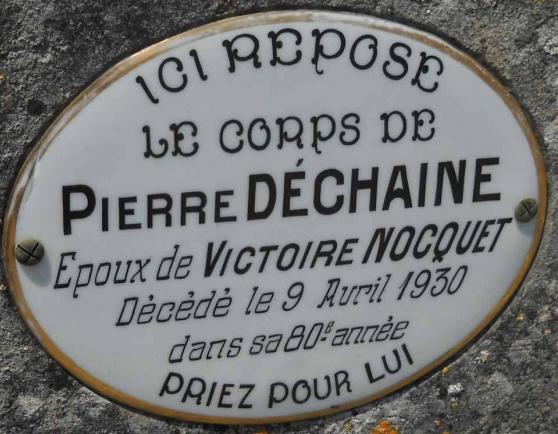 ICI REPOSE
LE CORPS DE
PIERRE DÉCHAINE
Epoux de VICTOIRE NOCQUET
Décédé le 9 Avril 1930
dans sa 80e année
PRIEZ POUR LUI